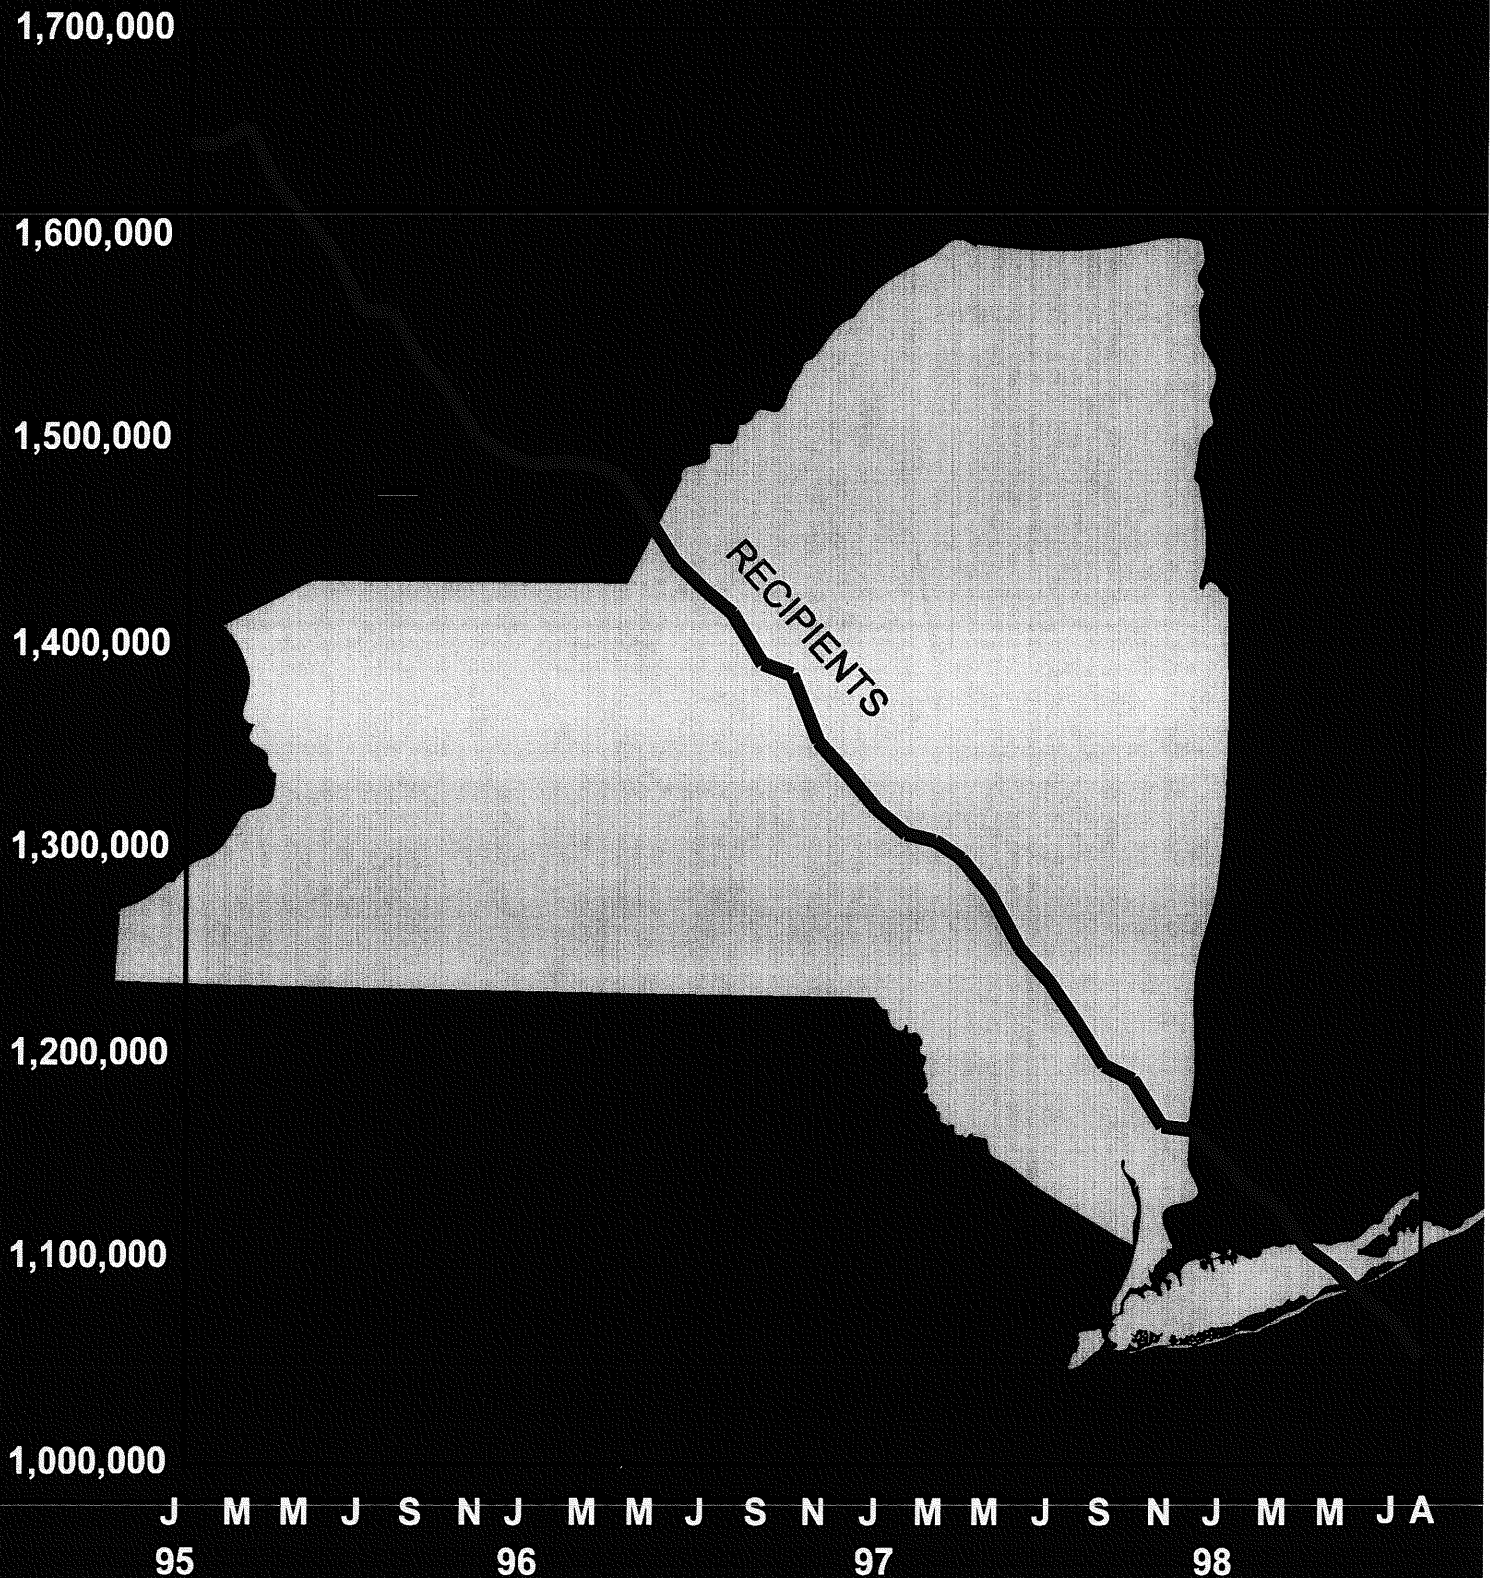 1,700,000
1,600,000
1,500,000
1,400,000
1,300,000
1,200,000
1,100,000
1,000,000
RECIPIENTS
J M M J S N J M M J S N J M M J S N J M M J A
95 96 97 98